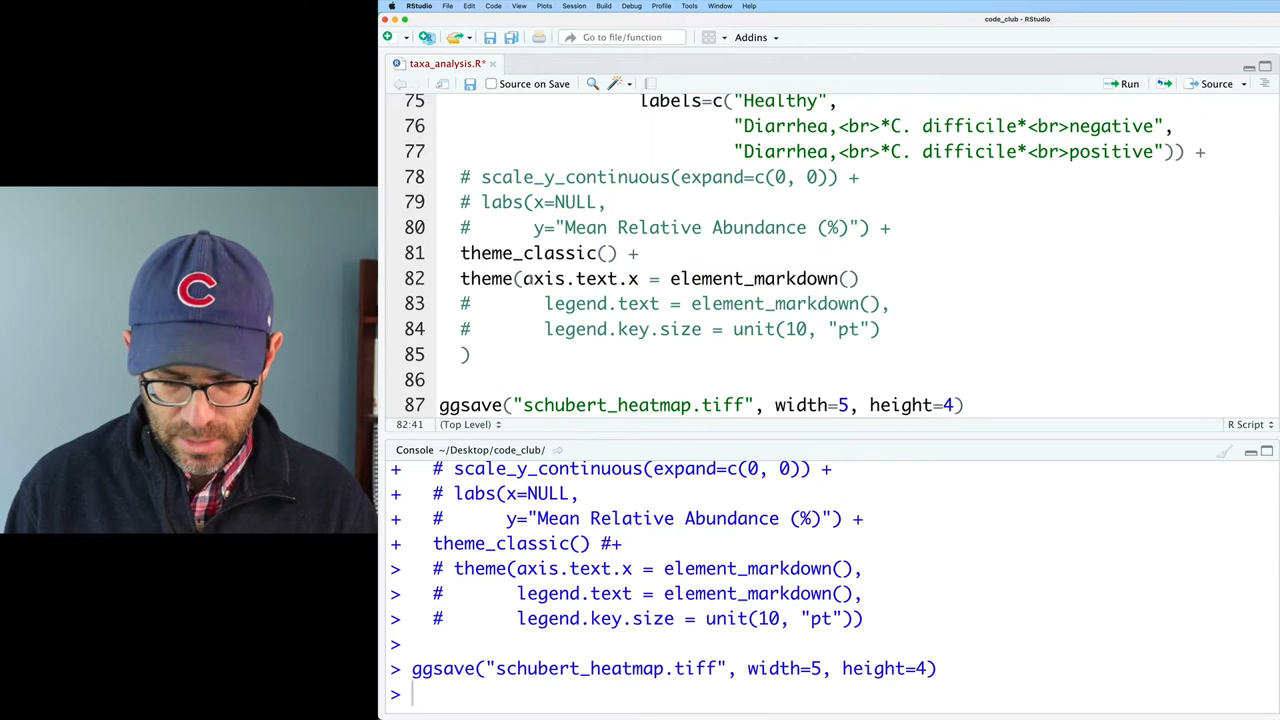 RStudio File Edit Code View Plots Session Build Debug Profile Tools Window Help
code_club - RStudio
Go to file/function Addins
taxa_analysis.R*
Source on Save Run Source
75 labels=c("Healthy",
76 "Diarrhea,<br>*C. difficile*<br>negative",
77 "Diarrhea,<br>*C. difficile*<br>positive")) +
78 # scale_y_continuous(expand=c(0, 0)) +
79 # labs(x=NULL,
80 # y="Mean Relative Abundance (%)") +
81 theme_classic() +
82 theme(axis.text.x = element_markdown()
83 # legend.text = element_markdown(),
84 # legend.key.size = unit(10, "pt")
85 )
86
87 ggsave("schubert_heatmap.tiff", width=5, height=4)
82:41 (Top Level) R Script
Console ~/Desktop/code_club/
+ # scale_y_continuous(expand=c(0, 0)) +
+ # labs(x=NULL,
+ # y="Mean Relative Abundance (%)") +
+ theme_classic() #+
> # theme(axis.text.x = element_markdown(),
> # legend.text = element_markdown(),
> # legend.key.size = unit(10, "pt"))
>
> ggsave("schubert_heatmap.tiff", width=5, height=4)
>
C